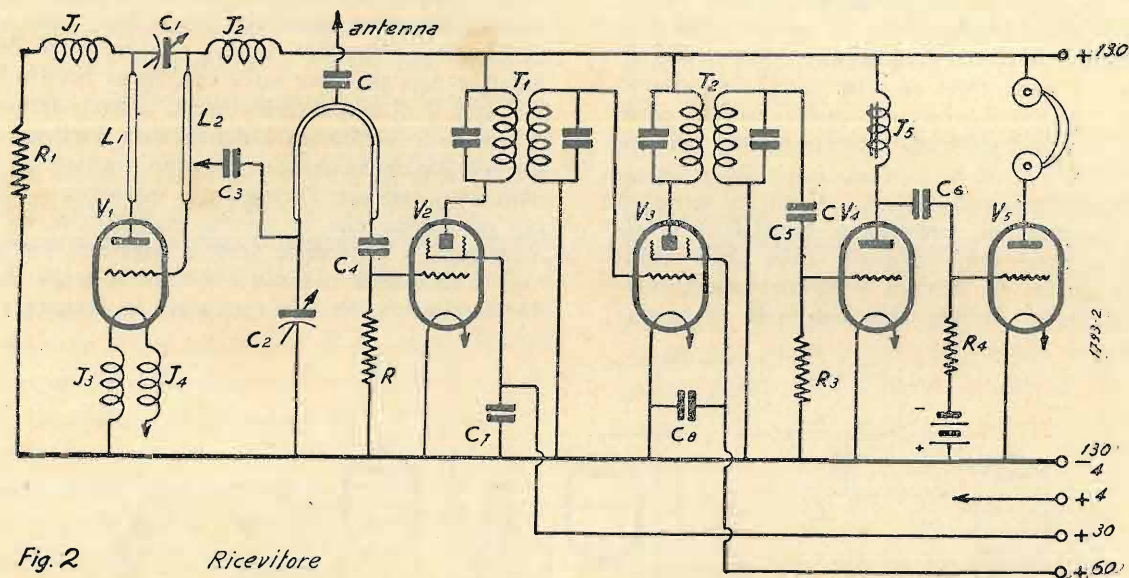 J1
C1
J2
antenna
+ 130
C
T1
T2
L1
L2
R1
C3
J5
V1
V2
V3
C
V4
C6
V5
C4
C5
C2
R
R3
R4
1793-2
J3
J4
C7
C8
-
+
- 130
4
+ 4
+ 30
+ 60
Fig. 2 Ricevitore